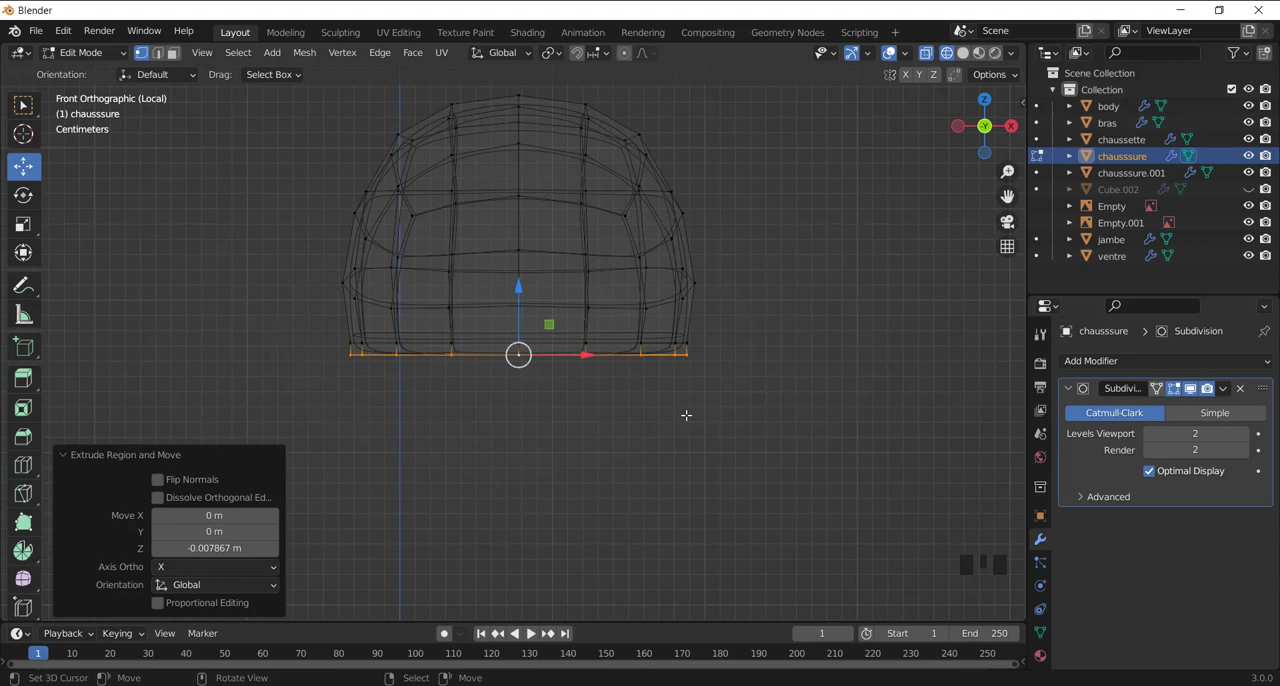 Blender
File Edit Render Window Help Layout Modeling Sculpting UV Editing Texture Paint Shading Animation Rendering Compositing Geometry Nodes Scripting + Scene ViewLayer
Edit Mode View Select Add Mesh Vertex Edge Face UV Global
Orientation: Default Drag: Select Box X Y Z Options
Front Orthographic (Local)
(1) chausssure
Centimeters
Z
-Y
X
Scene Collection
Collection
body
bras
chaussette
chausssure
chausssure.001
Cube.002
Empty
Empty.001
jambe
ventre
chausssure Subdivision
Add Modifier
Subdivi...
Catmull-Clark Simple
Levels Viewport 2
Render 2
Optimal Display
Advanced
Extrude Region and Move
Flip Normals
Dissolve Orthogonal Ed...
Move X 0 m
Y 0 m
Z -0.007867 m
Axis Ortho X
Orientation Global
Proportional Editing
Playback Keying View Marker 1 Start 1 End 250
1 10 20 30 40 50 60 70 80 90 100 110 120 130 140 150 160 170 180 190 200 210 220 230 240 250
Set 3D Cursor Move Rotate View Select Move 3.0.0